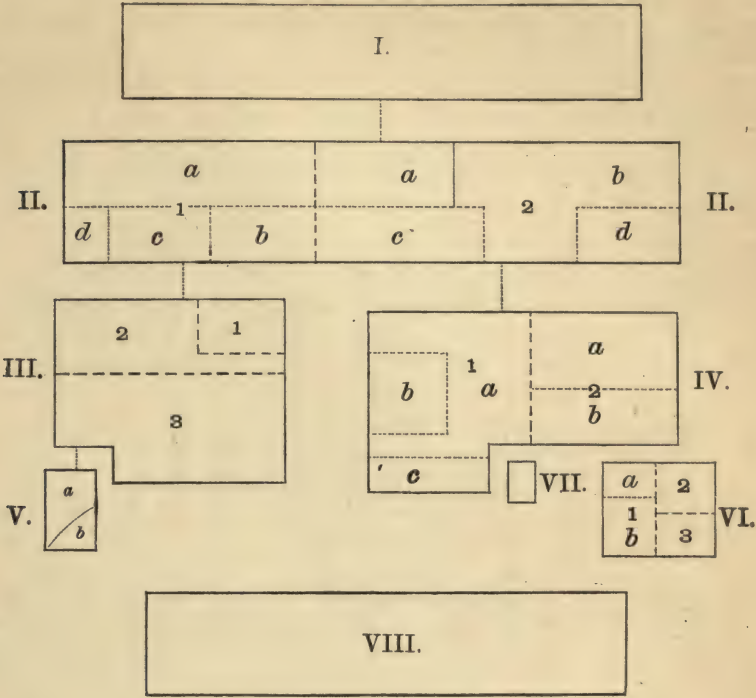 I.
a a b
II. 1 2 II.
d c b c d
2 1 a
III. 1 IV.
b a 2
3 b
c
a VII. a 2
V. 1 VI.
b b 3
VIII.